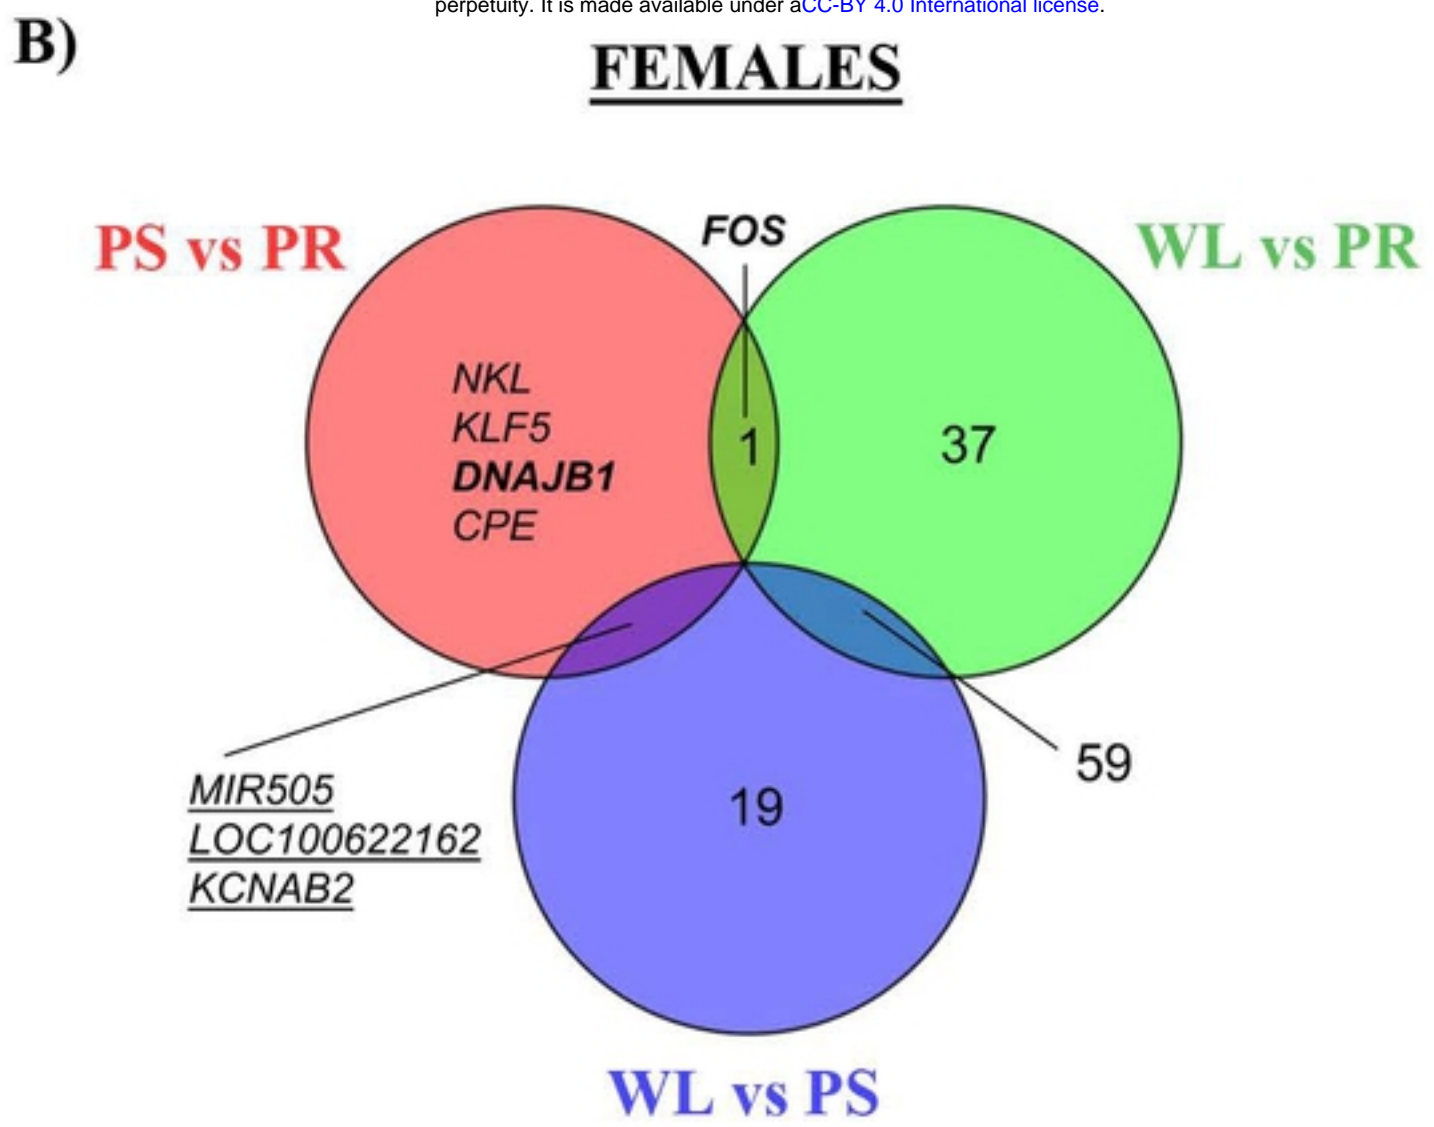 perpetuity. It is made available under aCC-BY 4.0 International license.
B)
FEMALES
PS vs PR
FOS
WL vs PR
NKL
KLF5
DNAJB1
CPE
1
37
MIR505
LOC100622162
KCNAB2
19
59
WL vs PS